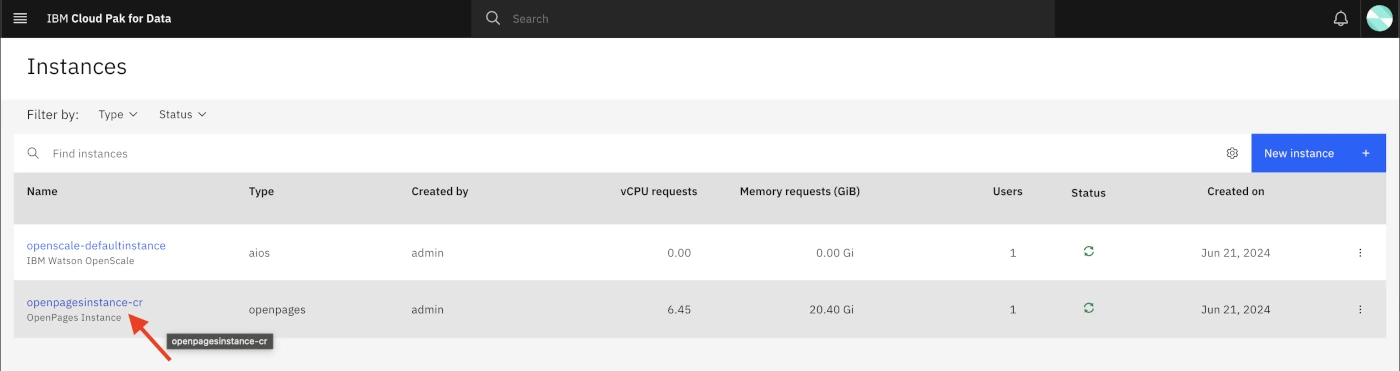 IBM Cloud Pak for Data Search
Instances
Filter by: Type Status
Find instances New instance +
Name Type Created by vCPU requests Memory requests (GiB) Users Status Created on
openscale-defaultinstance
IBM Watson OpenScale
aios admin 0.00 0.00 Gi 1 Jun 21, 2024
openpagesinstance-cr
OpenPages Instance
openpages admin 6.45 20.40 Gi 1 Jun 21, 2024
openpagesinstance-cr